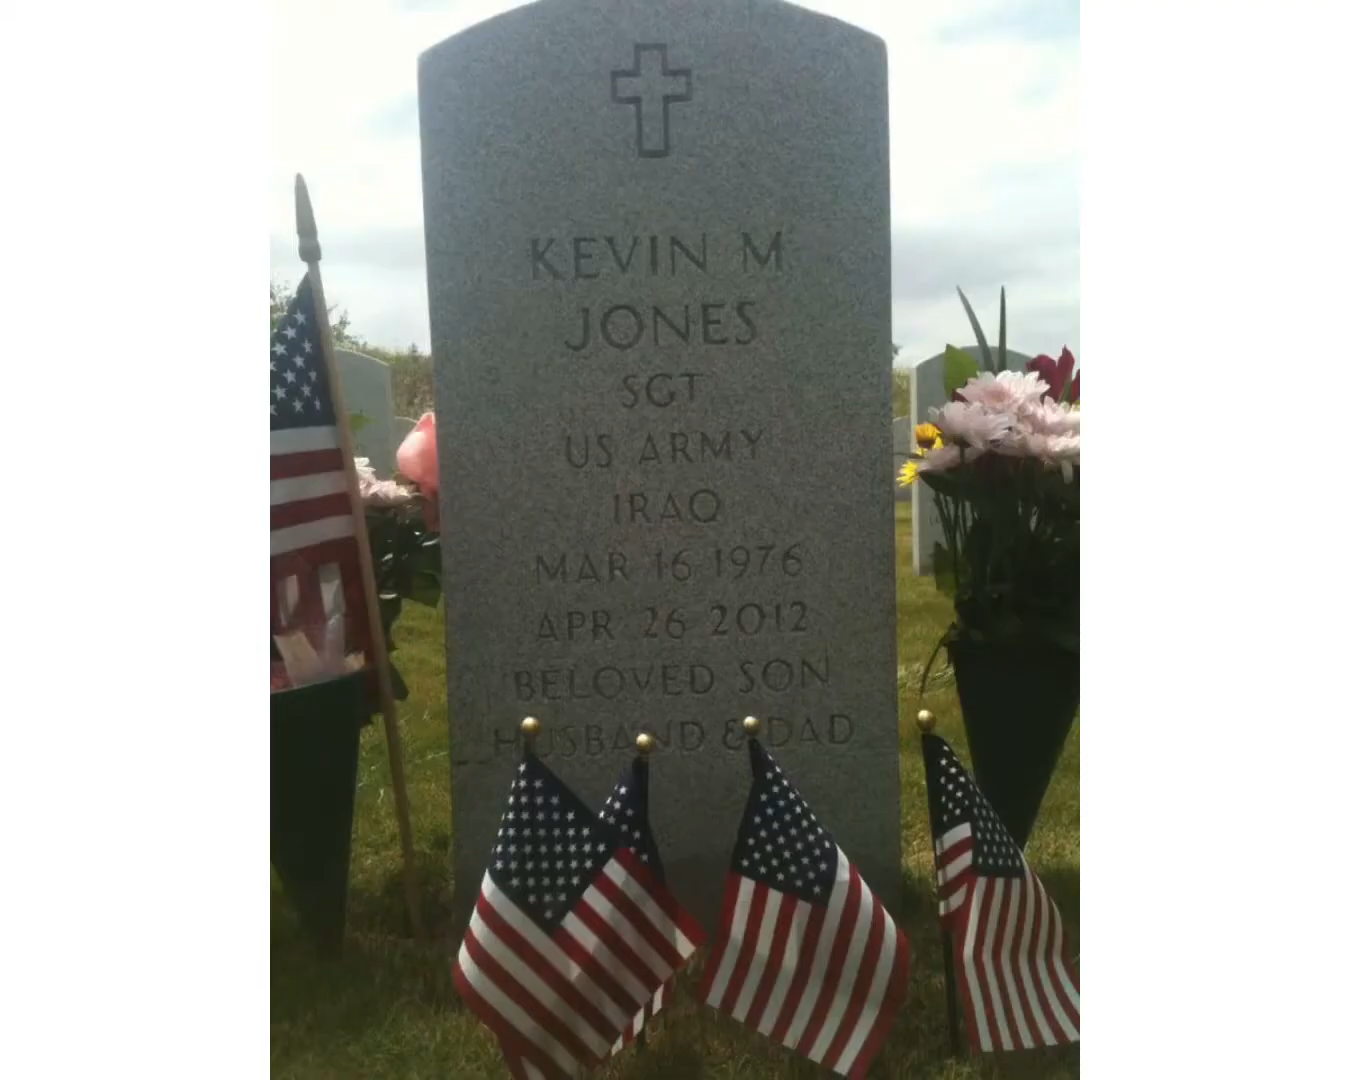 KEVIN M
JONES
SGT
US ARMY
IRAQ
MAR 16 1976
APR 26 2012
BELOVED SON
HUSBAND & DAD